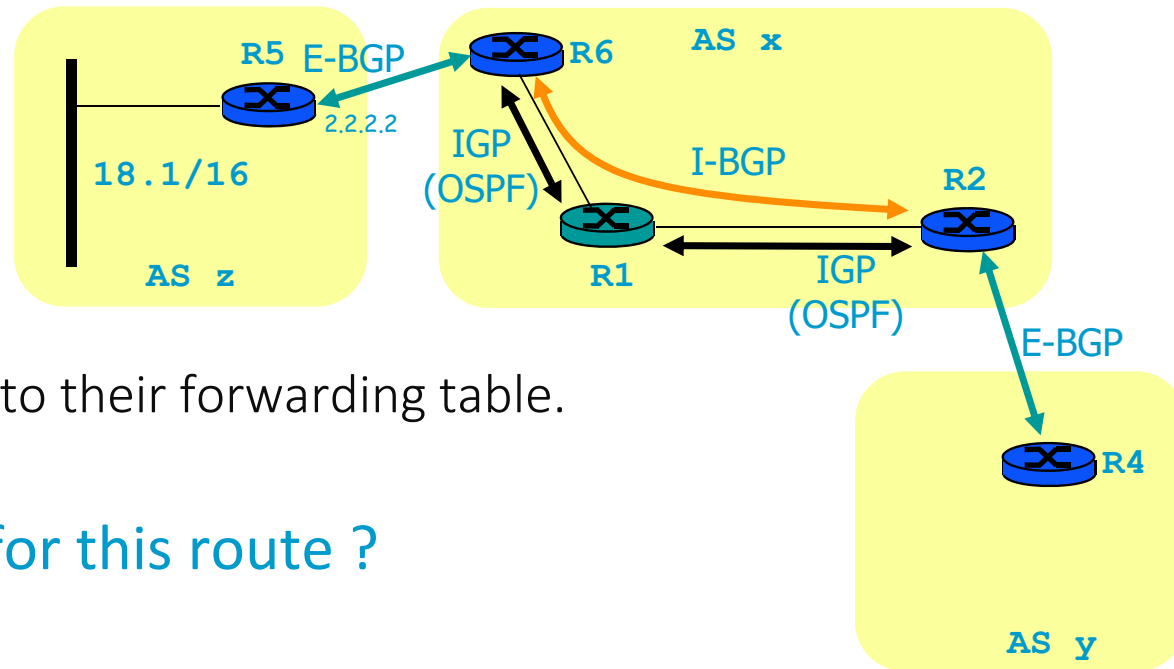 AS x
R5
E-BGP
R6
2.2.2.2
IGP
(OSPF)
I-BGP
18.1/16
R2
AS z
R1
IGP
(OSPF)
E-BGP
to their forwarding table.
R4
for this route ?
AS y